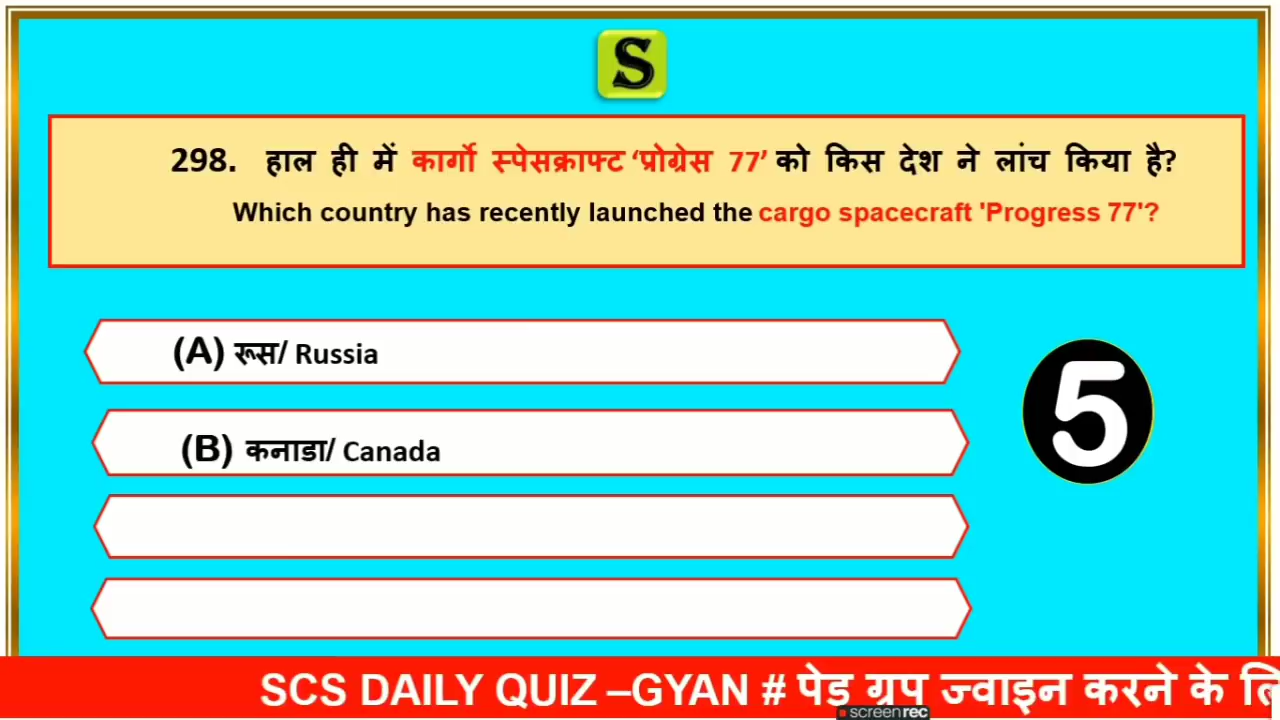 S
298. हाल ही में कार्गो स्पेसक्राफ्ट ‘प्रोग्रेस 77’ को किस देश ने लांच किया है?
Which country has recently launched the cargo spacecraft 'Progress 77'?
(A) रूस/ Russia
5
(B) कनाडा/ Canada
SCS DAILY QUIZ –GYAN # पेड ग्रुप ज्वाइन करने के लि
screenrec